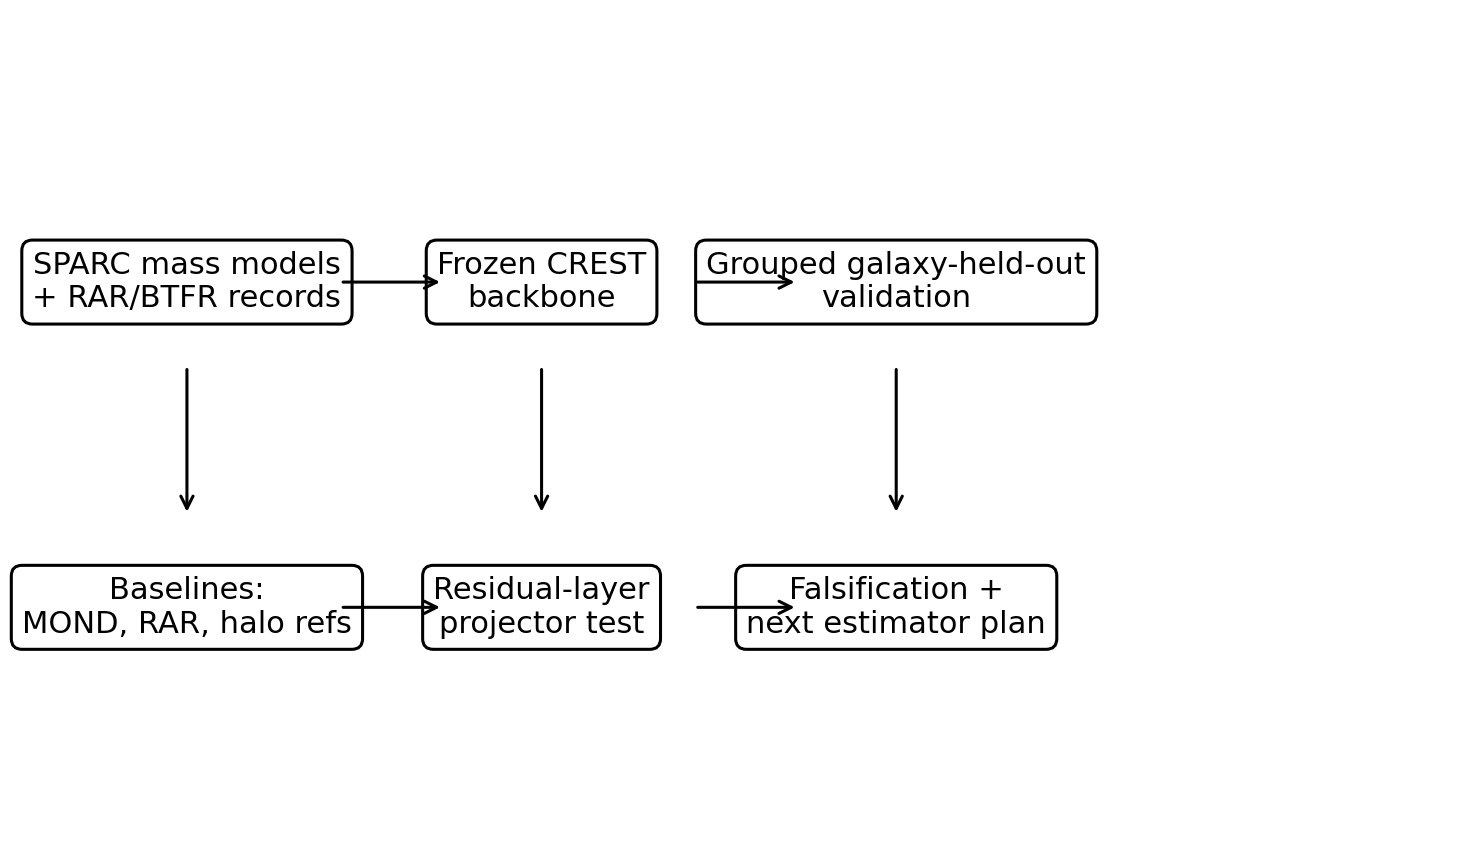 SPARC mass models
+ RAR/BTFR records
Frozen CREST
backbone
Grouped galaxy-held-out
validation
Baselines:
MOND, RAR, halo refs
Residual-layer
projector test
Falsification +
next estimator plan